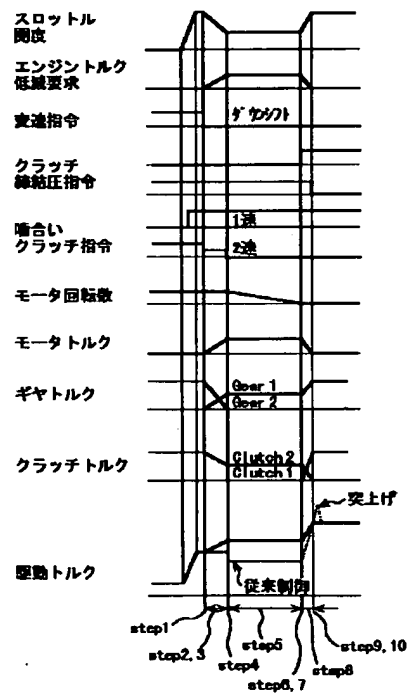 スロットル
開度
エンジントルク
低減要求
変速指令
ダウンシフト
クラッチ
締結圧指令
噛合い
クラッチ指令
1速
2速
モータ回転数
モータトルク
ギヤトルク
Gear 1
Gear 2
クラッチトルク
Clutch 2
Clutch 1
突上げ
駆動トルク
従来制御
step1
step2, 3
step4
step5
step6, 7
step8
step9, 10